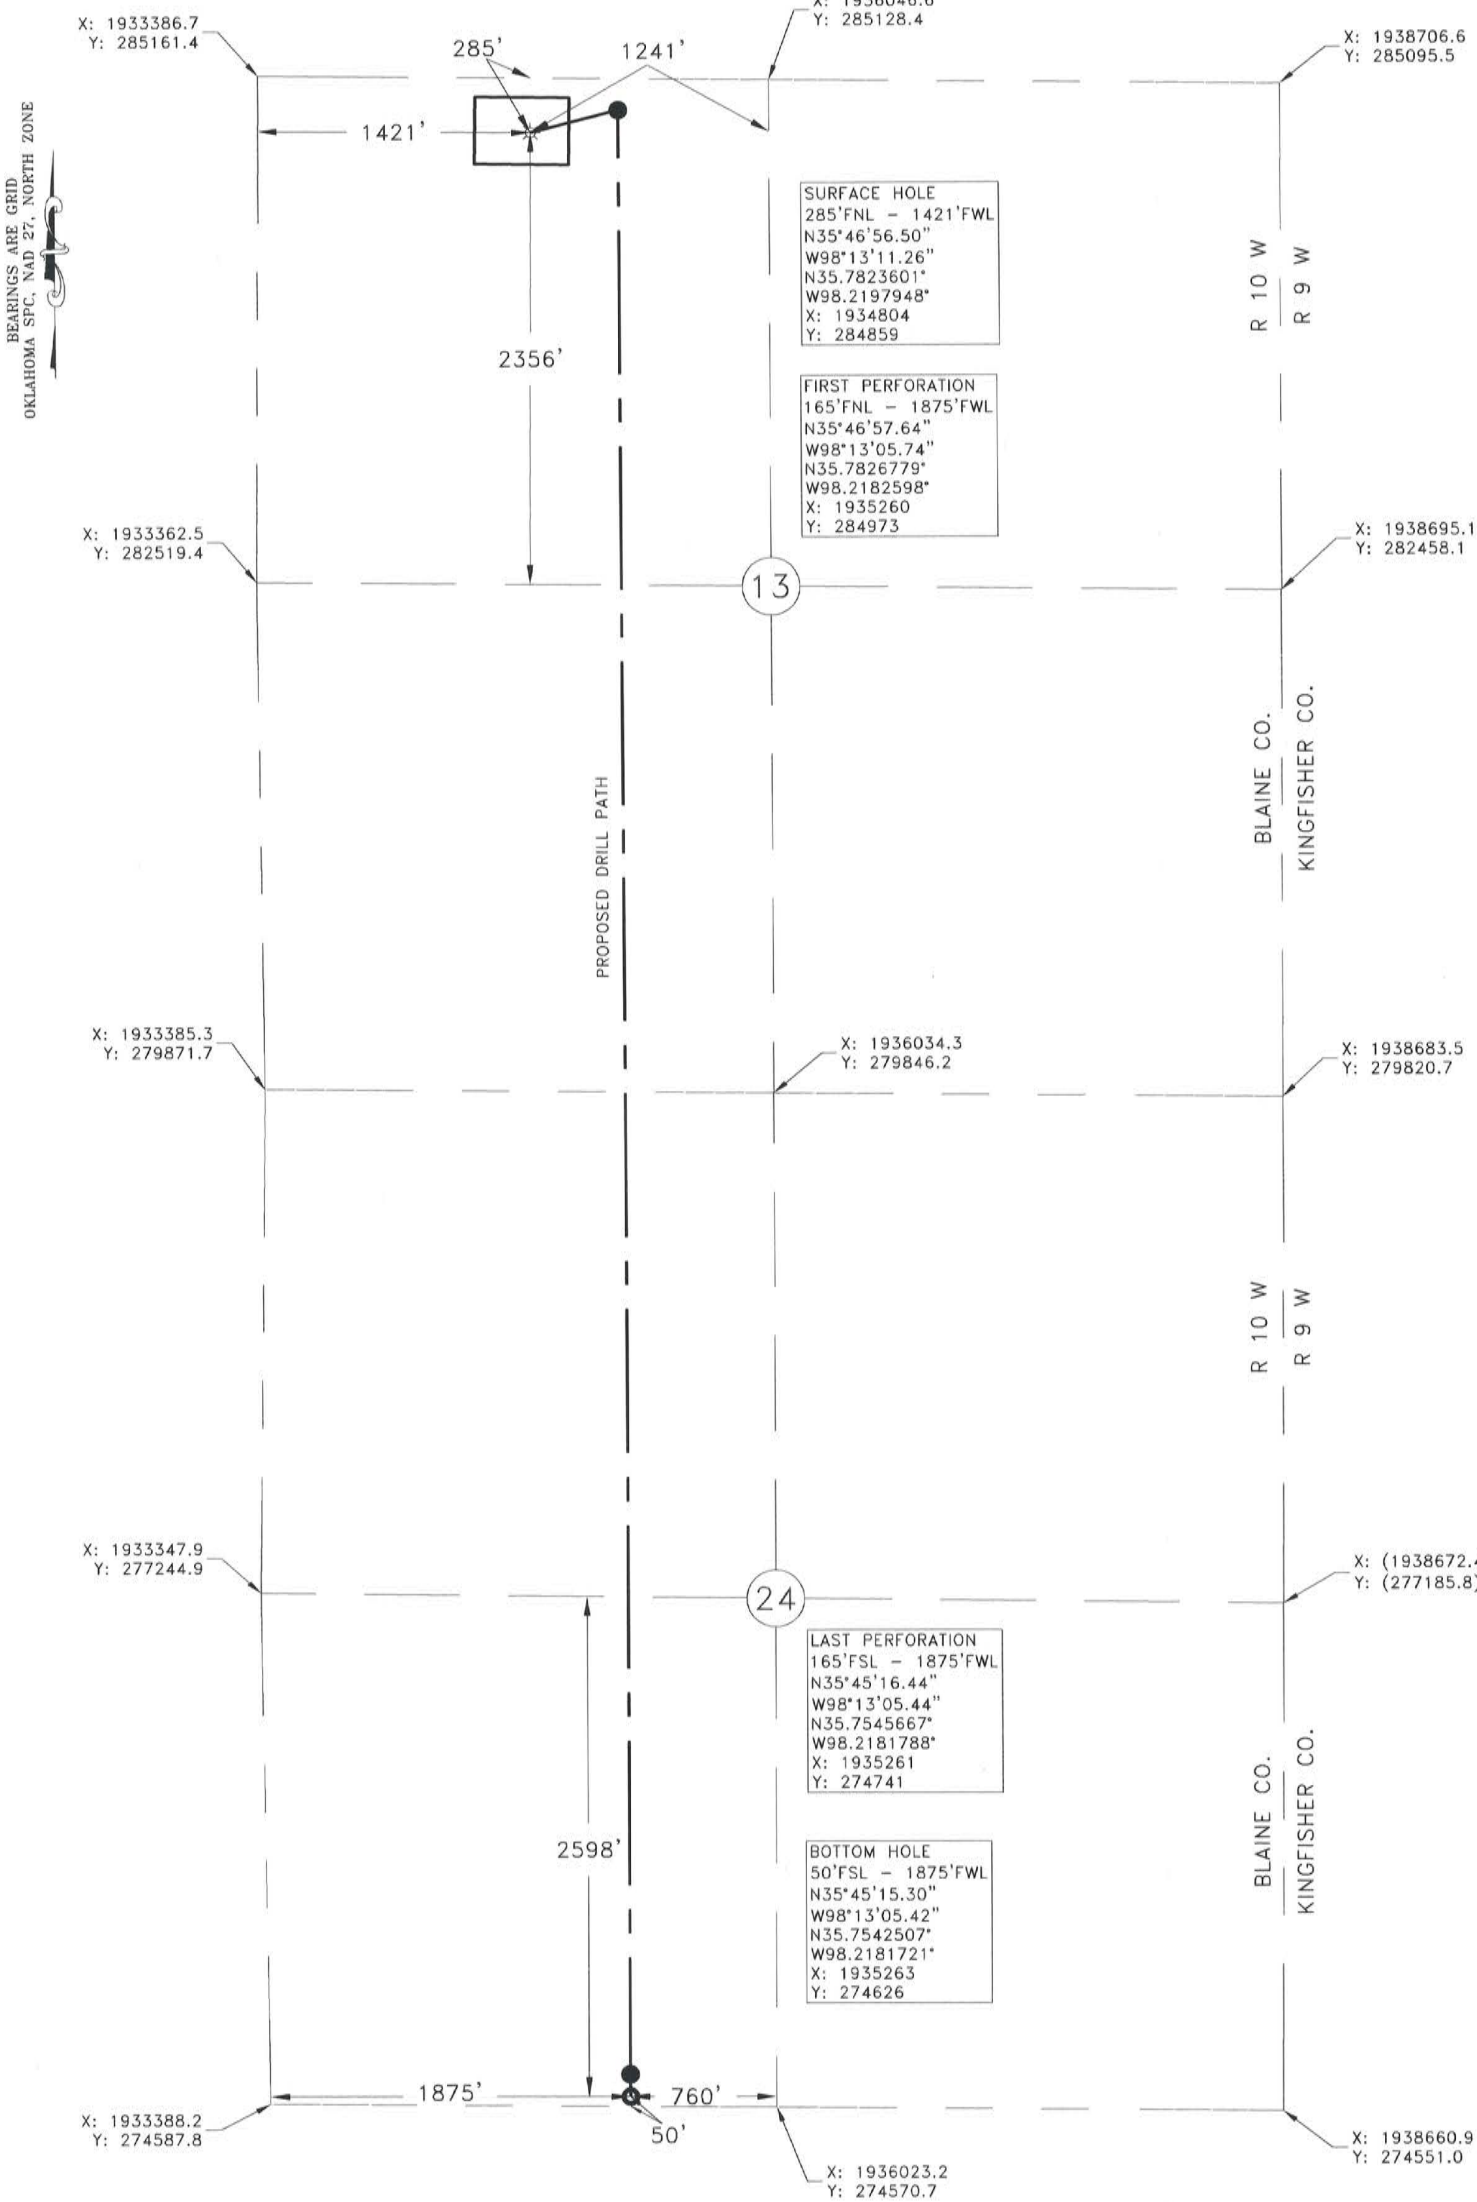 X: 1933386.7
Y: 285161.4
285'
1241'
X: 1936046.6
Y: 285128.4
X: 1938706.6
Y: 285095.5
BEARINGS ARE GRID
OKLAHOMA SPC, NAD 27, NORTH ZONE
1421'
2356'
SURFACE HOLE
285'FNL - 1421'FWL
N35°46'56.50"
W98°13'11.26"
N35.7823601°
W98.2197948°
X: 1934804
Y: 284859
R 10 W
R 9 W
FIRST PERFORATION
165'FNL - 1875'FWL
N35°46'57.64"
W98°13'05.74"
N35.7826779°
W98.2182598°
X: 1935260
Y: 284973
X: 1933362.5
Y: 282519.4
13
X: 1938695.1
Y: 282458.1
PROPOSED DRILL PATH
BLAINE CO.
KINGFISHER CO.
X: 1933385.3
Y: 279871.7
X: 1936034.3
Y: 279846.2
X: 1938683.5
Y: 279820.7
R 10 W
R 9 W
X: 1933347.9
Y: 277244.9
24
X: (1938672.4
Y: (277185.8)
LAST PERFORATION
165'FSL - 1875'FWL
N35°45'16.44"
W98°13'05.44"
N35.7545667°
W98.2181788°
X: 1935261
Y: 274741
2598'
BOTTOM HOLE
50'FSL - 1875'FWL
N35°45'15.30"
W98°13'05.42"
N35.7542507°
W98.2181721°
X: 1935263
Y: 274626
BLAINE CO.
KINGFISHER CO.
1875'
760'
50'
X: 1933388.2
Y: 274587.8
X: 1936023.2
Y: 274570.7
X: 1938660.9
Y: 274551.0